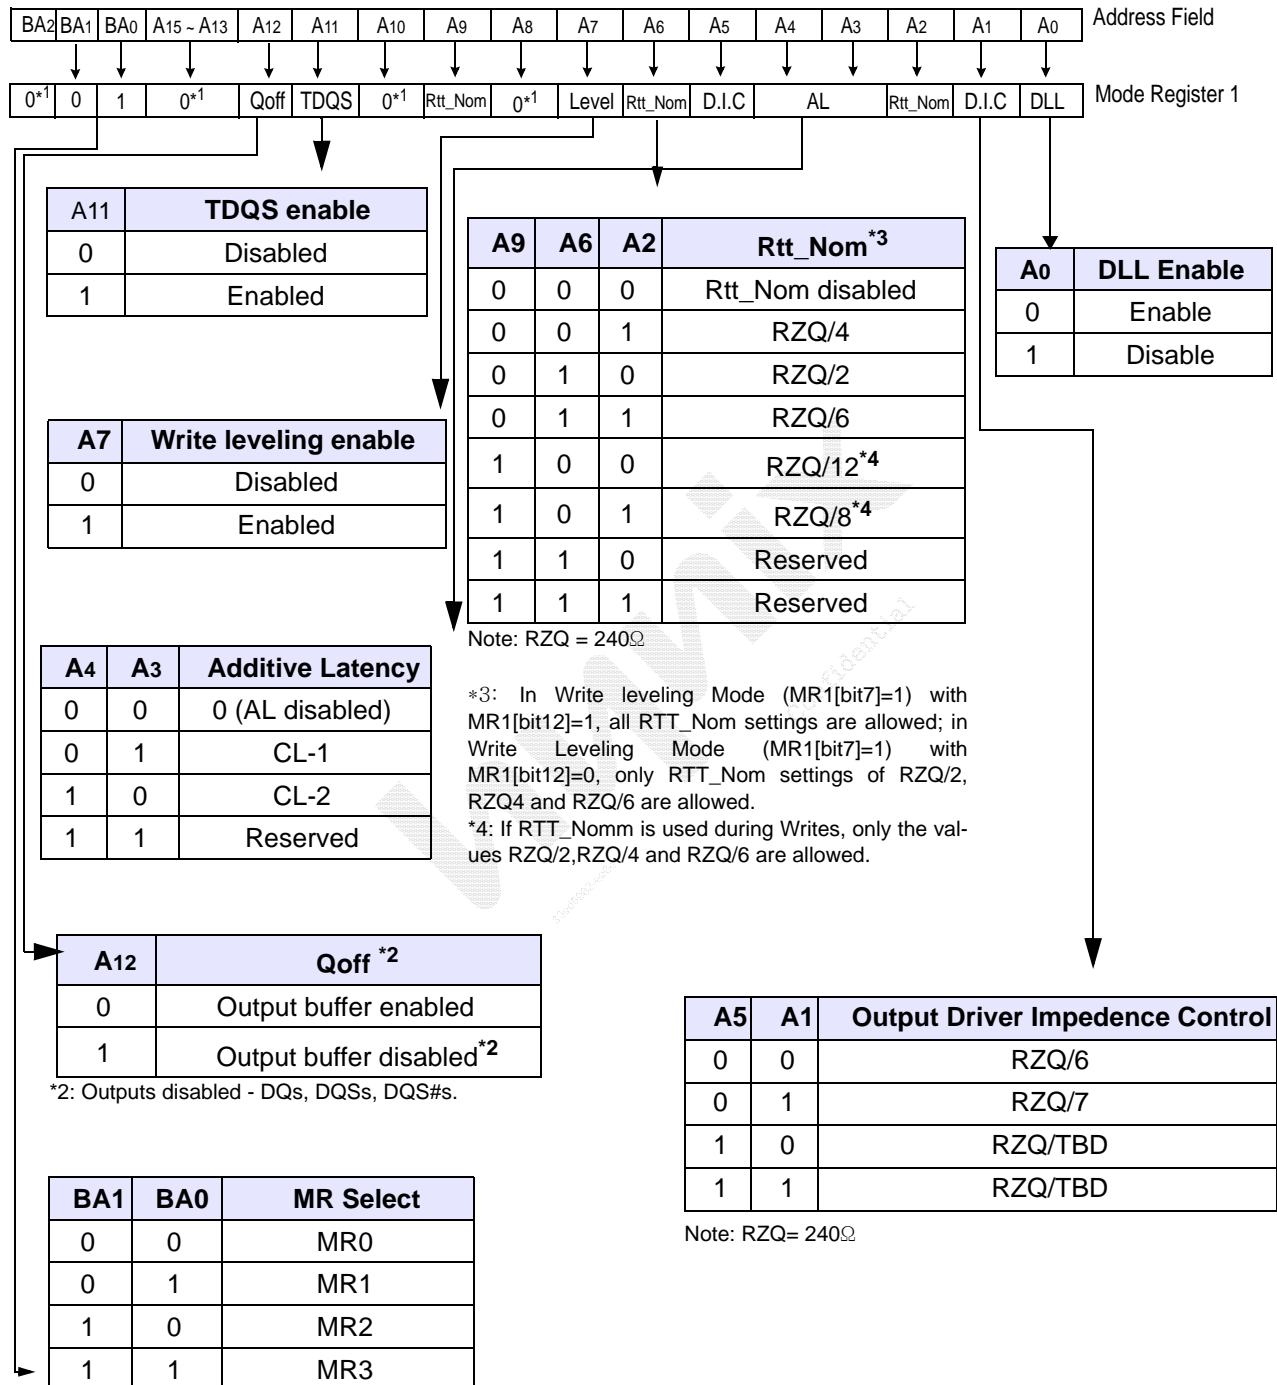 BA2 BA1 BA0 A15 ~ A13 A12 A11 A10 A9 A8 A7 A6 A5 A4 A3 A2 A1 A0 Address Field
0*1 0 1 0*1 Qoff TDQS 0*1 Rtt_Nom 0*1 Level Rtt_Nom D.I.C AL Rtt_Nom D.I.C DLL Mode Register 1
A11 TDQS enable
0 Disabled
1 Enabled
A9 A6 A2 Rtt_Nom*3
0 0 0 Rtt_Nom disabled
0 0 1 RZQ/4
0 1 0 RZQ/2
0 1 1 RZQ/6
1 0 0 RZQ/12*4
1 0 1 RZQ/8*4
1 1 0 Reserved
1 1 1 Reserved
Note: RZQ = 240Ω
A0 DLL Enable
0 Enable
1 Disable
A7 Write leveling enable
0 Disabled
1 Enabled
A4 A3 Additive Latency
0 0 0 (AL disabled)
0 1 CL-1
1 0 CL-2
1 1 Reserved
*3: In Write leveling Mode (MR1[bit7]=1) with
MR1[bit12]=1, all RTT_Nom settings are allowed; in
Write Leveling Mode (MR1[bit7]=1) with
MR1[bit12]=0, only RTT_Nom settings of RZQ/2,
RZQ4 and RZQ/6 are allowed.
*4: If RTT_Nomm is used during Writes, only the val-
ues RZQ/2,RZQ/4 and RZQ/6 are allowed.
A12 Qoff *2
0 Output buffer enabled
1 Output buffer disabled*2
*2: Outputs disabled - DQs, DQSs, DQS#s.
A5 A1 Output Driver Impedence Control
0 0 RZQ/6
0 1 RZQ/7
1 0 RZQ/TBD
1 1 RZQ/TBD
Note: RZQ= 240Ω
BA1 BA0 MR Select
0 0 MR0
0 1 MR1
1 0 MR2
1 1 MR3